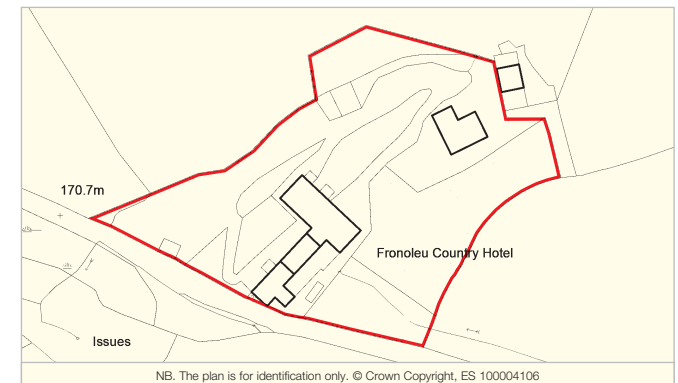 170.7m
Fronoleu Country Hotel
Issues
NB. The plan is for identification only. © Crown Copyright, ES 100004106